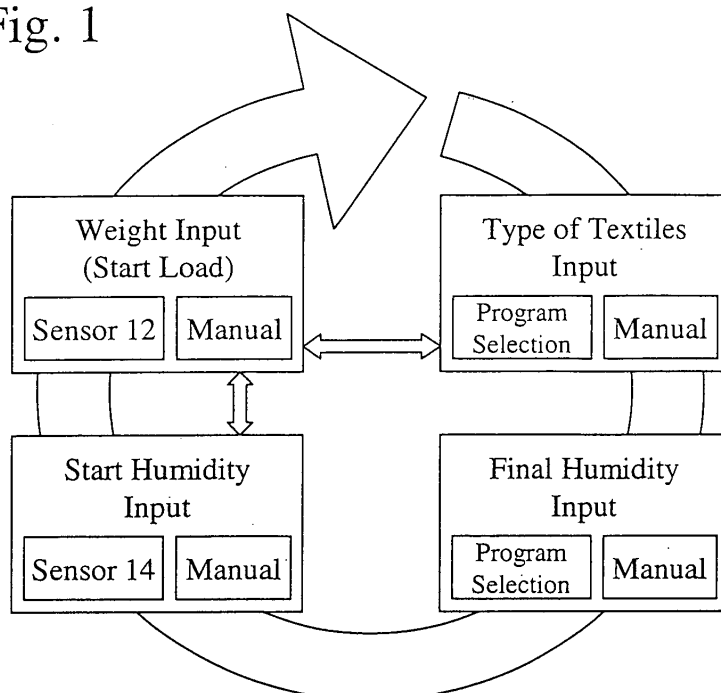 Fig. 1
Weight Input
(Start Load)
Sensor 12
Manual
Type of Textiles
Input
Program
Selection
Manual
Start Humidity
Input
Sensor 14
Manual
Final Humidity
Input
Program
Selection
Manual